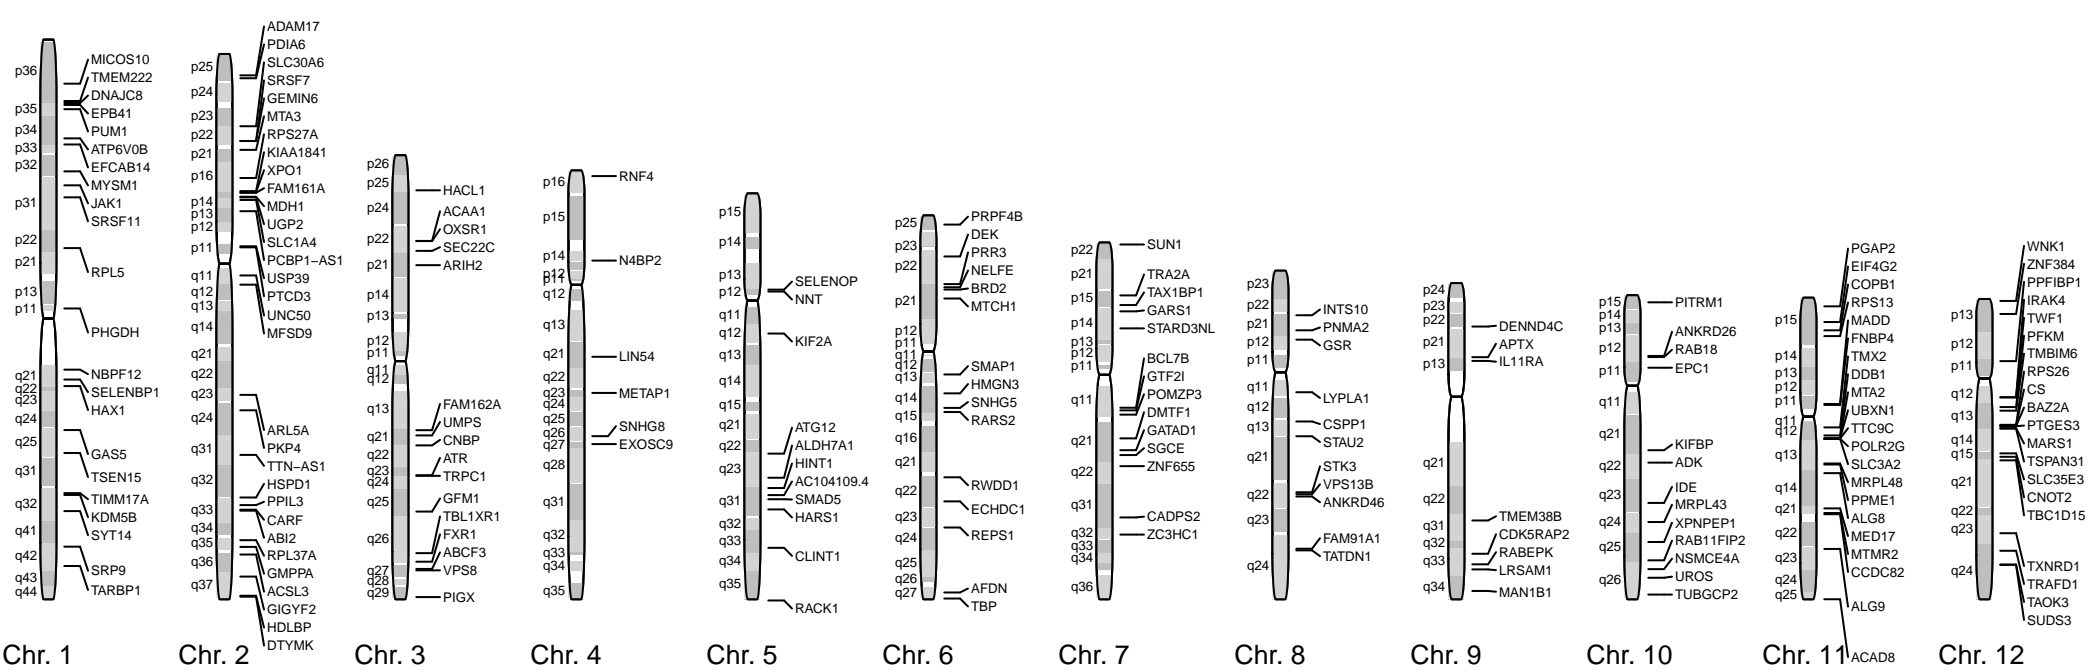 p36
p35
p34
p33
p32
p31
p22
p21
p13
p11
q21
q22
q23
q24
q25
q31
q32
q41
q42
q43
q44
MICOS10
TMEM222
DNAJC8
EPB41
PUM1
ATP6V0B
EFCAB14
MYSM1
JAK1
SRSF11
RPL5
PHGDH
NBPF12
SELENBP1
HAX1
GAS5
TSEN15
TIMM17A
KDM5B
SYT14
SRP9
TARBP1
Chr. 1
p25
p24
p23
p22
p21
p16
p14
p13
p12
p11
q11
q12
q13
q14
q21
q22
q23
q24
q31
q32
q33
q34
q35
q36
q37
ADAM17
PDIA6
SLC30A6
SRSF7
GEMIN6
MTA3
RPS27A
KIAA1841
XPO1
FAM161A
MDH1
UGP2
SLC1A4
PCBP1−AS1
USP39
PTCD3
UNC50
MFSD9
ARL5A
PKP4
TTN−AS1
HSPD1
PPIL3
CARF
ABI2
RPL37A
GMPPA
ACSL3
GIGYF2
HDLBP
DTYMK
Chr. 2
p26
p25
p24
p22
p21
p14
p13
p12
p11
q11
q12
q13
q21
q22
q23
q24
q25
q26
q27
q28
q29
HACL1
ACAA1
OXSR1
SEC22C
ARIH2
FAM162A
UMPS
CNBP
ATR
TRPC1
GFM1
TBL1XR1
FXR1
ABCF3
VPS8
PIGX
Chr. 3
p16
p15
p14
p12
p11
q12
q13
q21
q22
q23
q24
q25
q26
q27
q28
q31
q32
q33
q34
q35
RNF4
N4BP2
LIN54
METAP1
SNHG8
EXOSC9
Chr. 4
p15
p14
p13
p12
q11
q12
q13
q14
q15
q21
q22
q23
q31
q32
q33
q34
q35
SELENOP
NNT
KIF2A
ATG12
ALDH7A1
HINT1
AC104109.4
SMAD5
HARS1
CLINT1
RACK1
Chr. 5
p25
p23
p22
p21
p12
p11
q11
q12
q13
q14
q15
q16
q21
q22
q23
q24
q25
q26
q27
PRPF4B
DEK
PRR3
NELFE
BRD2
MTCH1
SMAP1
HMGN3
SNHG5
RARS2
RWDD1
ECHDC1
REPS1
AFDN
TBP
Chr. 6
p22
p21
p15
p14
p13
p12
p11
q11
q21
q22
q31
q32
q33
q34
q36
SUN1
TRA2A
TAX1BP1
GARS1
STARD3NL
BCL7B
GTF2I
POMZP3
DMTF1
GATAD1
SGCE
ZNF655
CADPS2
ZC3HC1
Chr. 7
p23
p22
p21
p12
p11
q11
q12
q13
q21
q22
q23
q24
INTS10
PNMA2
GSR
LYPLA1
CSPP1
STAU2
STK3
VPS13B
ANKRD46
FAM91A1
TATDN1
Chr. 8
p24
p23
p22
p21
p13
q21
q22
q31
q32
q33
q34
DENND4C
APTX
IL11RA
TMEM38B
CDK5RAP2
RABEPK
LRSAM1
MAN1B1
Chr. 9
p15
p14
p13
p12
p11
q11
q21
q22
q23
q24
q25
q26
PITRM1
ANKRD26
RAB18
EPC1
KIFBP
ADK
IDE
MRPL43
XPNPEP1
RAB11FIP2
NSMCE4A
UROS
TUBGCP2
Chr. 10
p15
p14
p13
p12
p11
q11
q12
q13
q14
q21
q22
q23
q24
q25
PGAP2
EIF4G2
COPB1
RPS13
MADD
FNBP4
TMX2
DDB1
MTA2
UBXN1
TTC9C
POLR2G
SLC3A2
MRPL48
PPME1
ALG8
MED17
MTMR2
CCDC82
ALG9
ACAD8
Chr. 11
p13
p12
p11
q12
q13
q14
q15
q21
q22
q23
q24
WNK1
ZNF384
PPFIBP1
IRAK4
TWF1
PFKM
TMBIM6
RPS26
CS
BAZ2A
PTGES3
MARS1
TSPAN31
SLC35E3
CNOT2
TBC1D15
TXNRD1
TRAFD1
TAOK3
SUDS3
Chr. 12